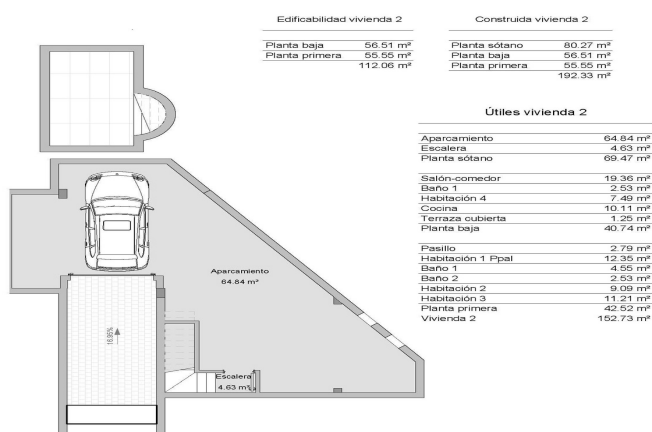 Edificabilidad vivienda 2
Planta baja 56.51 m²
Planta primera 55.55 m²
112.06 m²
Construida vivienda 2
Planta sótano 80.27 m²
Planta baja 56.51 m²
Planta primera 55.55 m²
192.33 m²
Útiles vivienda 2
Aparcamiento 64.84 m²
Escalera 4.63 m²
Planta sótano 69.47 m²
Salón-comedor 19.36 m²
Baño 1 2.53 m²
Habitación 4 7.49 m²
Cocina 10.11 m²
Terraza cubierta 1.25 m²
Planta baja 40.74 m²
Pasillo 2.79 m²
Habitación 1 Ppal 12.35 m²
Baño 1 4.55 m²
Baño 2 2.53 m²
Habitación 2 9.09 m²
Habitación 3 11.21 m²
Planta primera 42.52 m²
Vivienda 2 152.73 m²
Aparcamiento
64.84 m²
16.95%
Escalera
4.63 m²